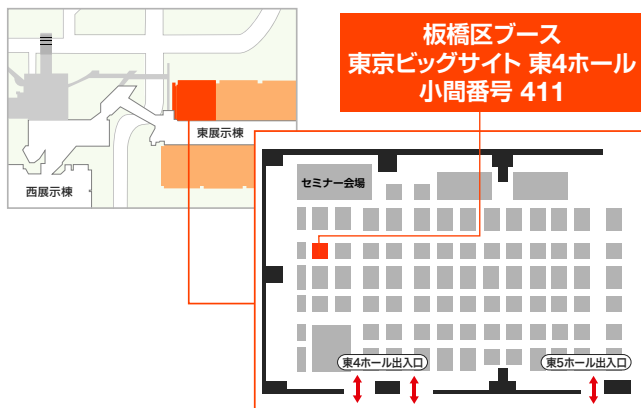 板橋区ブース
東京ビッグサイト 東4ホール
小間番号 411
東展示棟
西展示棟
セミナー会場
東4ホール出入口
東5ホール出入口